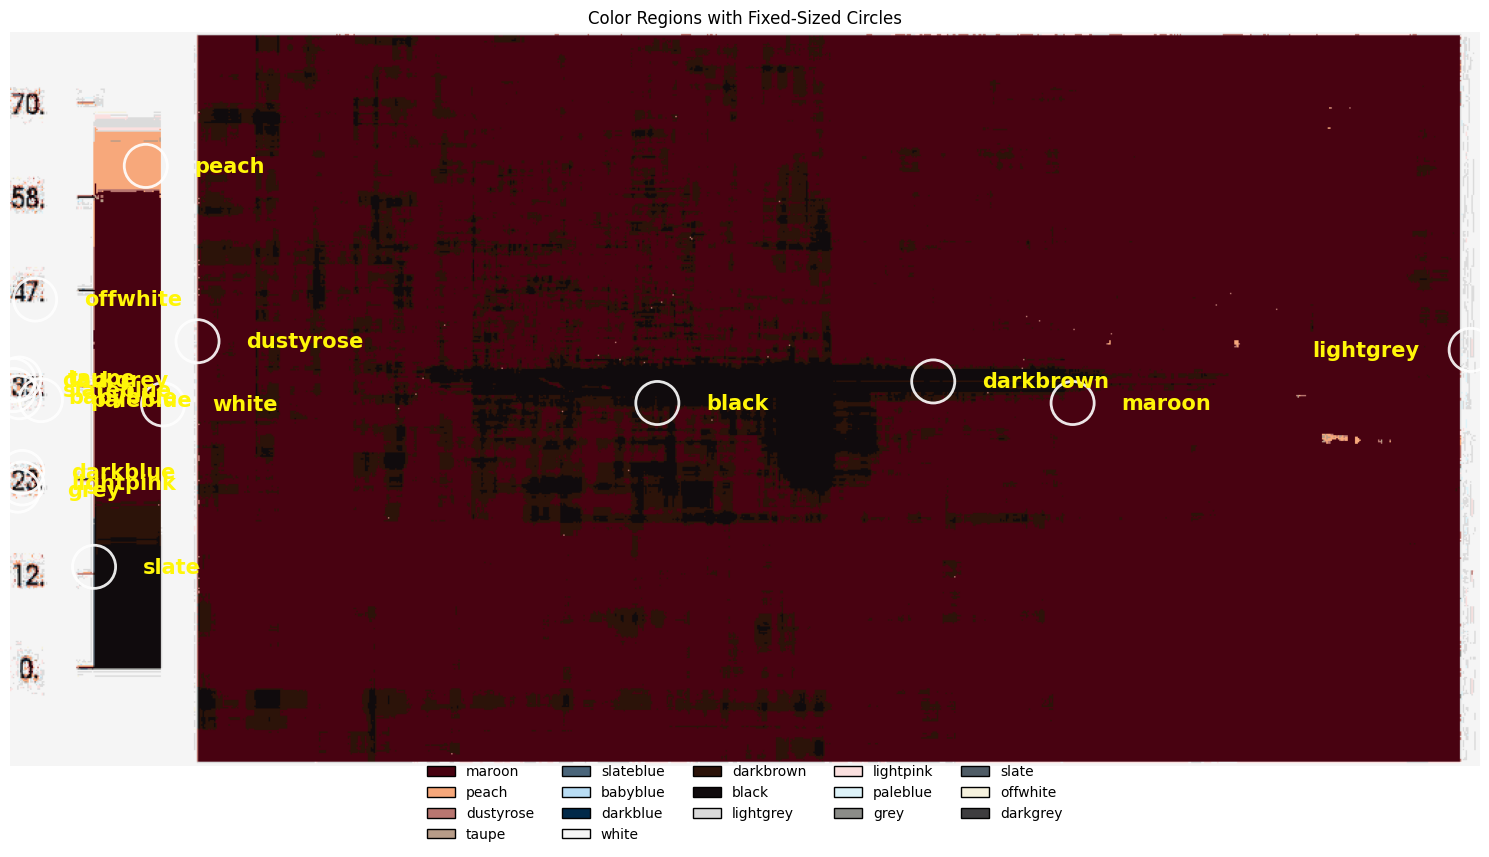 Color Regions with Fixed-Sized Circles
70.
peach
58.
47.
offwhite
dustyrose
lightgrey
taupe
darkgrey
darkbrown
babyblue
paleblue
white
black
maroon
darkblue
23.
lightpink
grey
slate
12.
0.
maroon slateblue darkbrown lightpink slate
peach babyblue black paleblue offwhite
dustyrose darkblue lightgrey grey darkgrey
taupe white